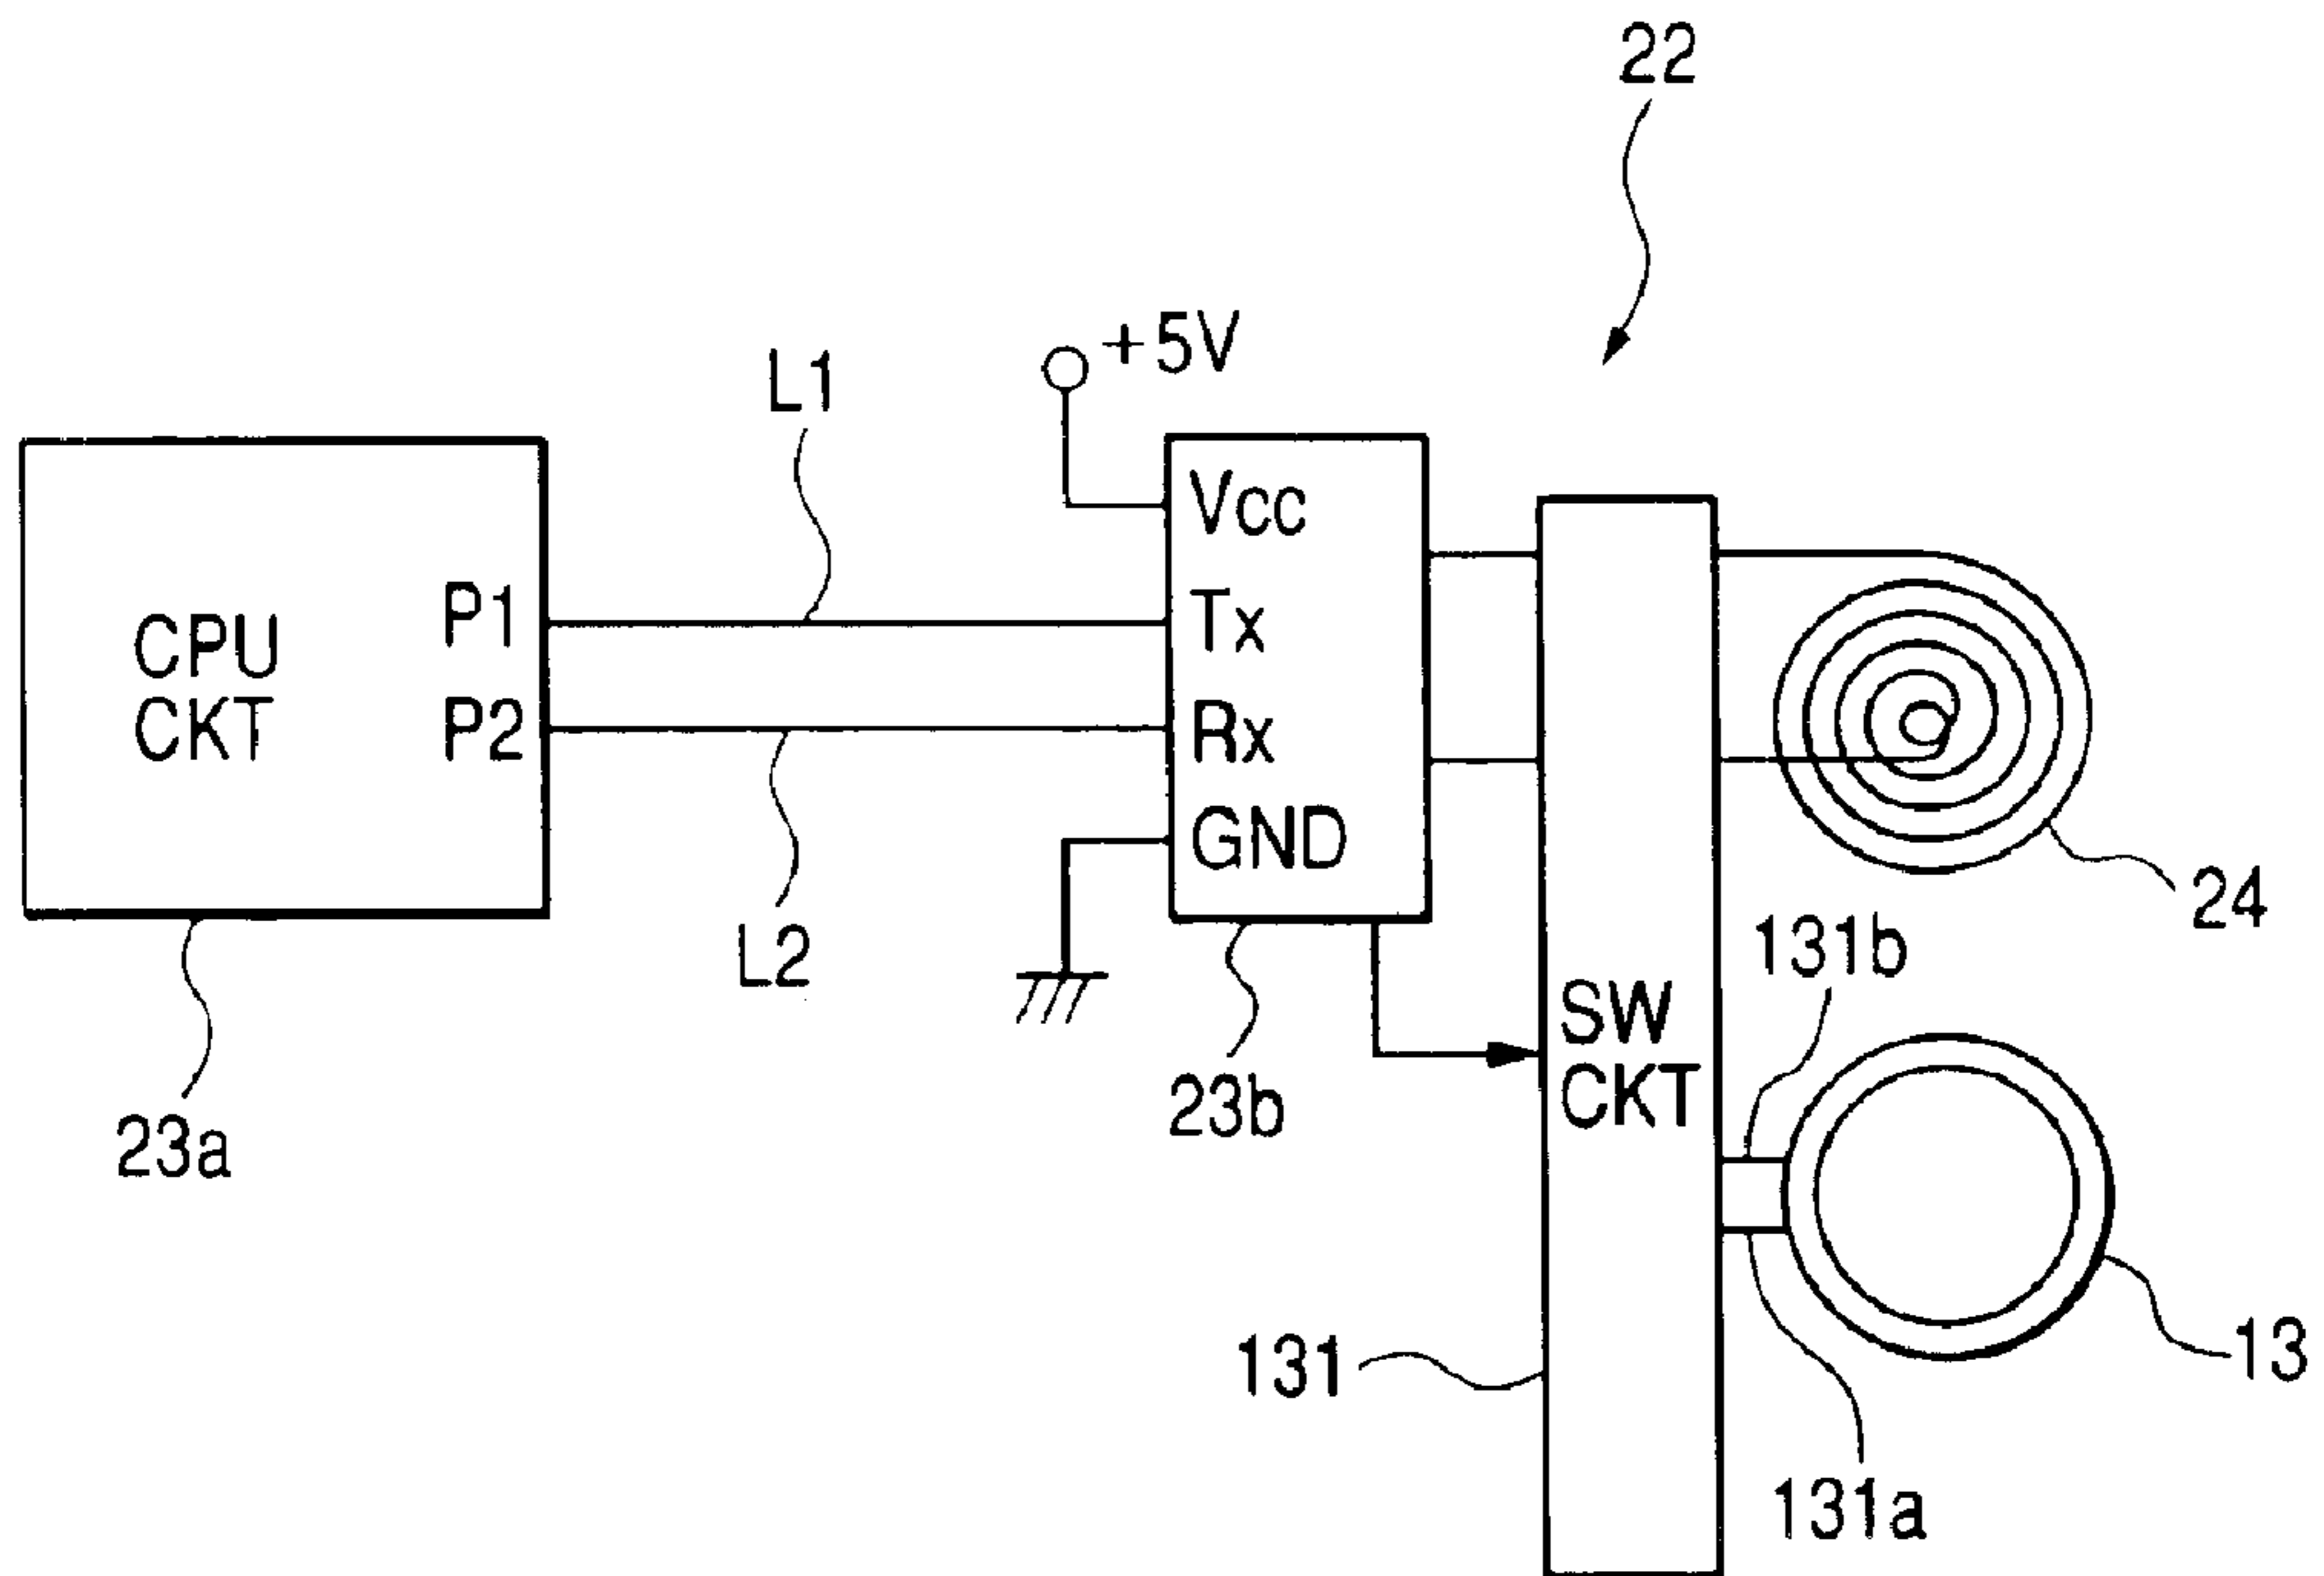 22
+5V
L1
Vcc
P1
Tx
CPU
CKT
P2
Rx
GND
24
131b
L2
SW
CKT
23b
23a
131
13
131a